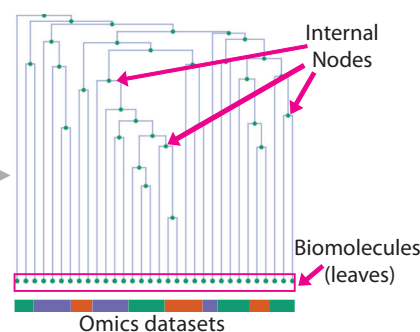 Internal
Nodes
Biomolecules
(leaves)
Omics datasets